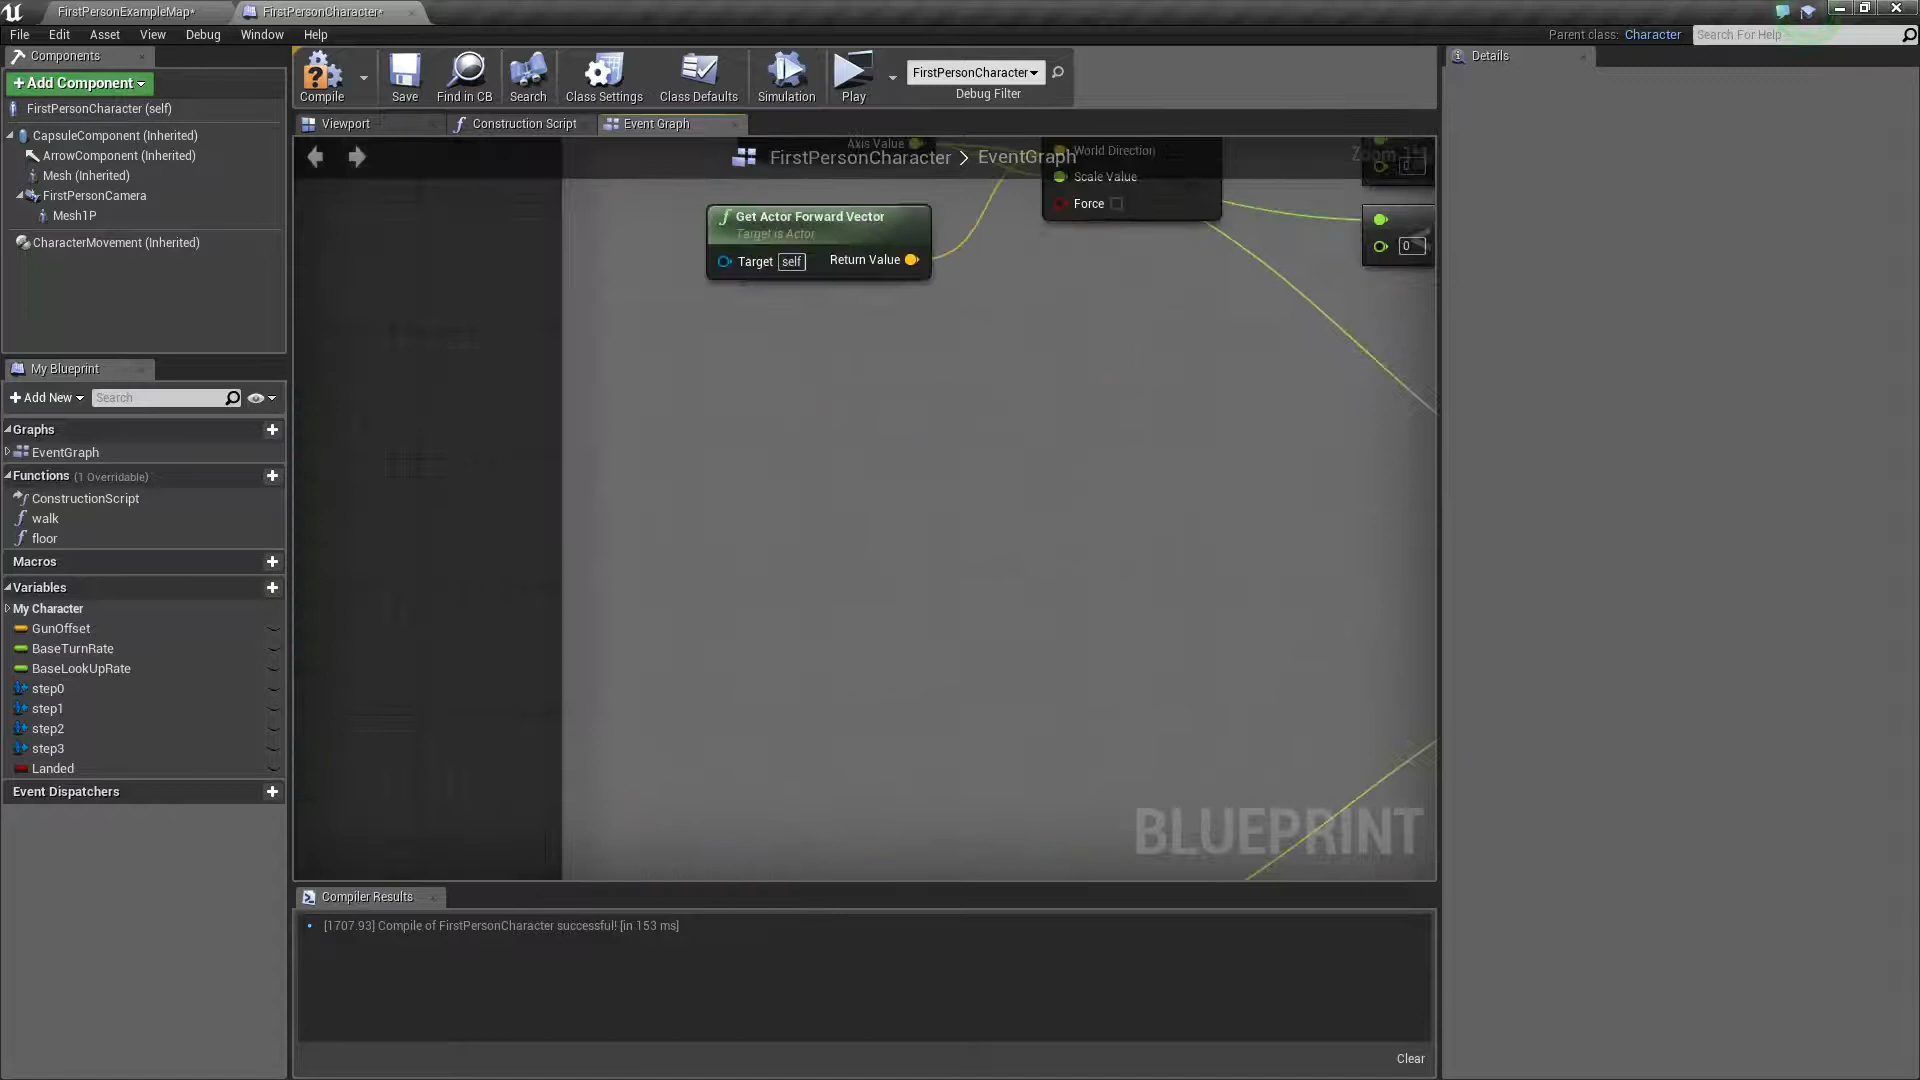 FirstPersonExampleMap*
FirstPersonCharacter*
File Edit Asset View Debug Window Help
Parent class: Character
Search For Help
Components
+Add Component
FirstPersonCharacter (self)
CapsuleComponent (Inherited)
ArrowComponent (Inherited)
Mesh (Inherited)
FirstPersonCamera
Mesh1P
CharacterMovement (Inherited)
My Blueprint
+Add New
Search
Graphs
EventGraph
Functions (1 Overridable)
ConstructionScript
walk
floor
Macros
Variables
My Character
GunOffset
BaseTurnRate
BaseLookUpRate
step0
step1
step2
step3
Landed
Event Dispatchers
Compile
Save
Find in CB
Search
Class Settings
Class Defaults
Simulation
Play
FirstPersonCharacter
Debug Filter
Viewport
Construction Script
Event Graph
FirstPersonCharacter > EventGraph
Axis Value
World Direction
Scale Value
Force
0
f Get Actor Forward Vector
Target is Actor
Target self
Return Value
BLUEPRINT
Compiler Results
[1707.93] Compile of FirstPersonCharacter successful! [in 153 ms]
Clear
Details